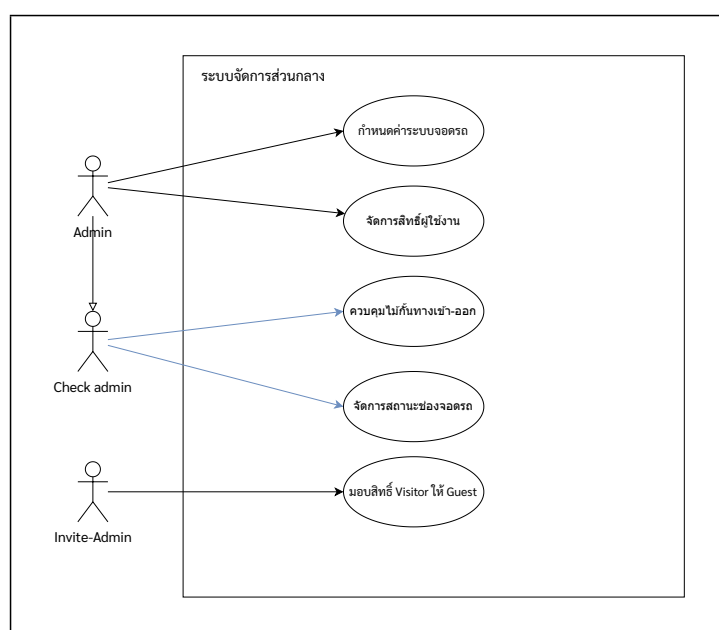 ระบบจัดการส่วนกลาง
กำหนดค่าระบบจอดรถ
จัดการสิทธิ์ผู้ใช้งาน
Admin
ควบคุมไม้กั้นทางเข้า-ออก
Check admin
จัดการสถานะช่องจอดรถ
มอบสิทธิ์ Visitor ให้ Guest
Invite-Admin